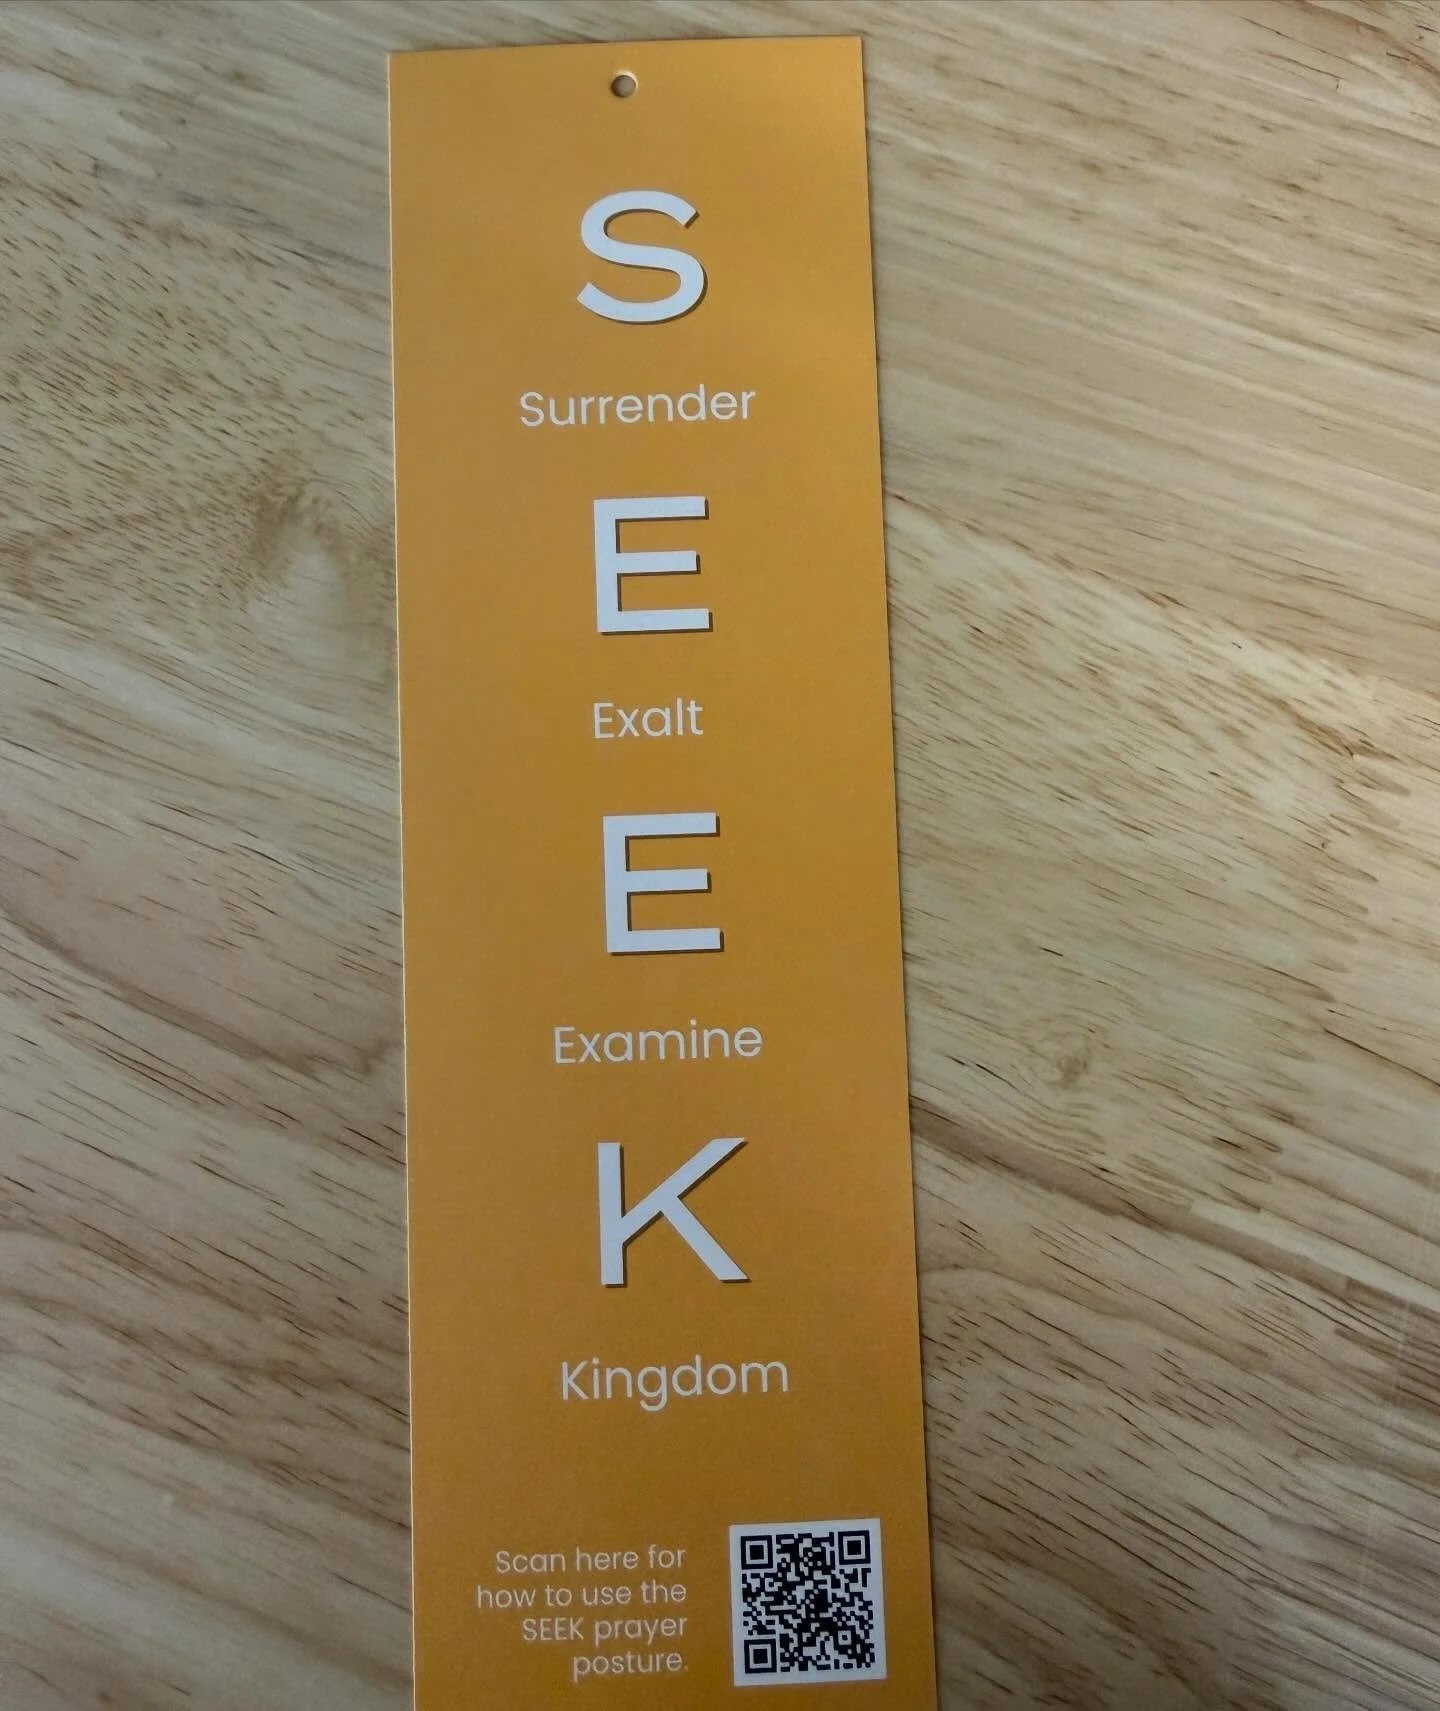 S
Surrender
E
Exalt
E
Examine
K
Kingdom
Scan here for
how to use the
SEEK prayer
posture.